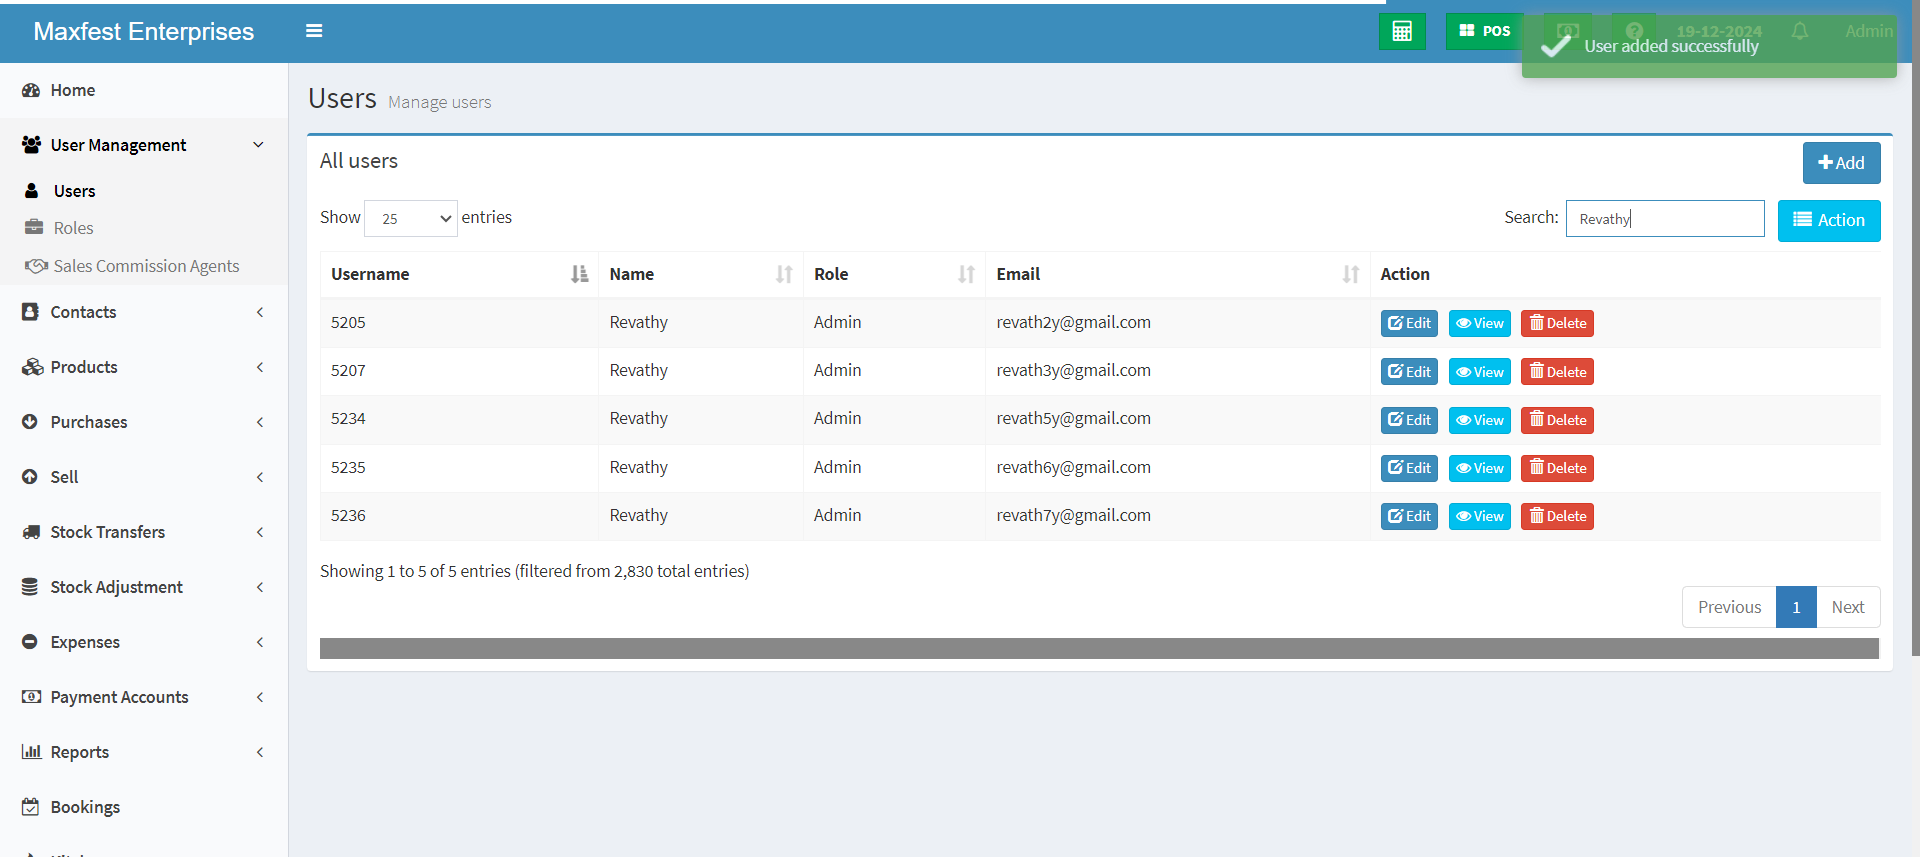 Maxfest Enterprises
POS
19-12-2024
Admin
User added successfully
Home
User Management
Users
Roles
Sales Commission Agents
Contacts
Products
Purchases
Sell
Stock Transfers
Stock Adjustment
Expenses
Payment Accounts
Reports
Bookings
Users Manage users
All users
Add
Show 25 entries
Search: Revathy
Action
Username Name Role Email Action
5205 Revathy Admin revath2y@gmail.com Edit View Delete
5207 Revathy Admin revath3y@gmail.com Edit View Delete
5234 Revathy Admin revath5y@gmail.com Edit View Delete
5235 Revathy Admin revath6y@gmail.com Edit View Delete
5236 Revathy Admin revath7y@gmail.com Edit View Delete
Showing 1 to 5 of 5 entries (filtered from 2,830 total entries)
Previous 1 Next